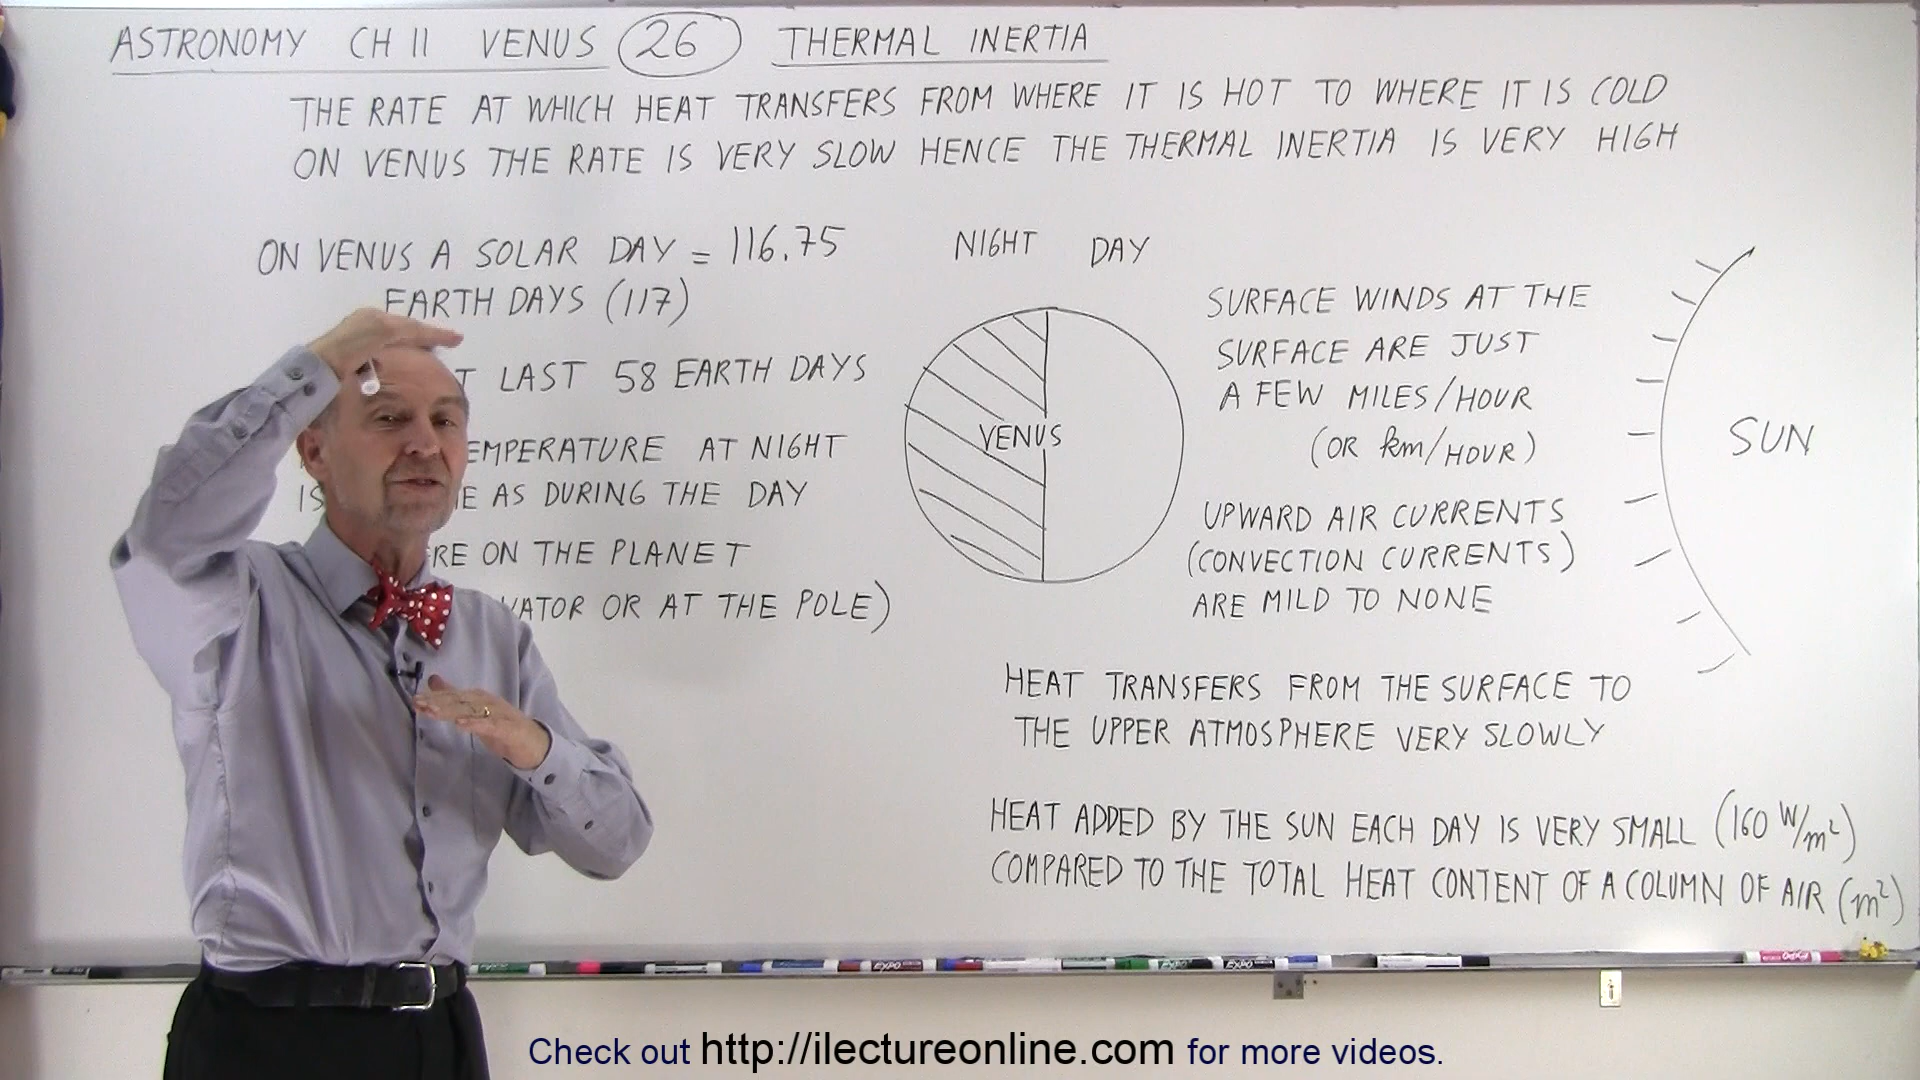 ASTRONOMY CH 11 VENUS 26 THERMAL INERTIA
THE RATE AT WHICH HEAT TRANSFERS FROM WHERE IT IS HOT TO WHERE IT IS COLD
ON VENUS THE RATE IS VERY SLOW HENCE THE THERMAL INERTIA IS VERY HIGH
ON VENUS A SOLAR DAY = 116.75
EARTH DAYS (117)
LAST 58 EARTH DAYS
AT NIGHT
IS AS DURING THE DAY
ON THE PLANET
OR AT THE POLE)
NIGHT DAY
VENUS
SURFACE WINDS AT THE
SURFACE ARE JUST
A FEW MILES/HOUR
(OR km/HOUR)
UPWARD AIR CURRENTS
(CONVECTION CURRENTS)
ARE MILD TO NONE
SUN
HEAT TRANSFERS FROM THE SURFACE TO
THE UPPER ATMOSPHERE VERY SLOWLY
HEAT ADDED BY THE SUN EACH DAY IS VERY SMALL (160 W/m²)
COMPARED TO THE TOTAL HEAT CONTENT OF A COLUMN OF AIR (m²)
EXPO
EXPO
EXPO
Check out http://ilectureonline.com for more videos.